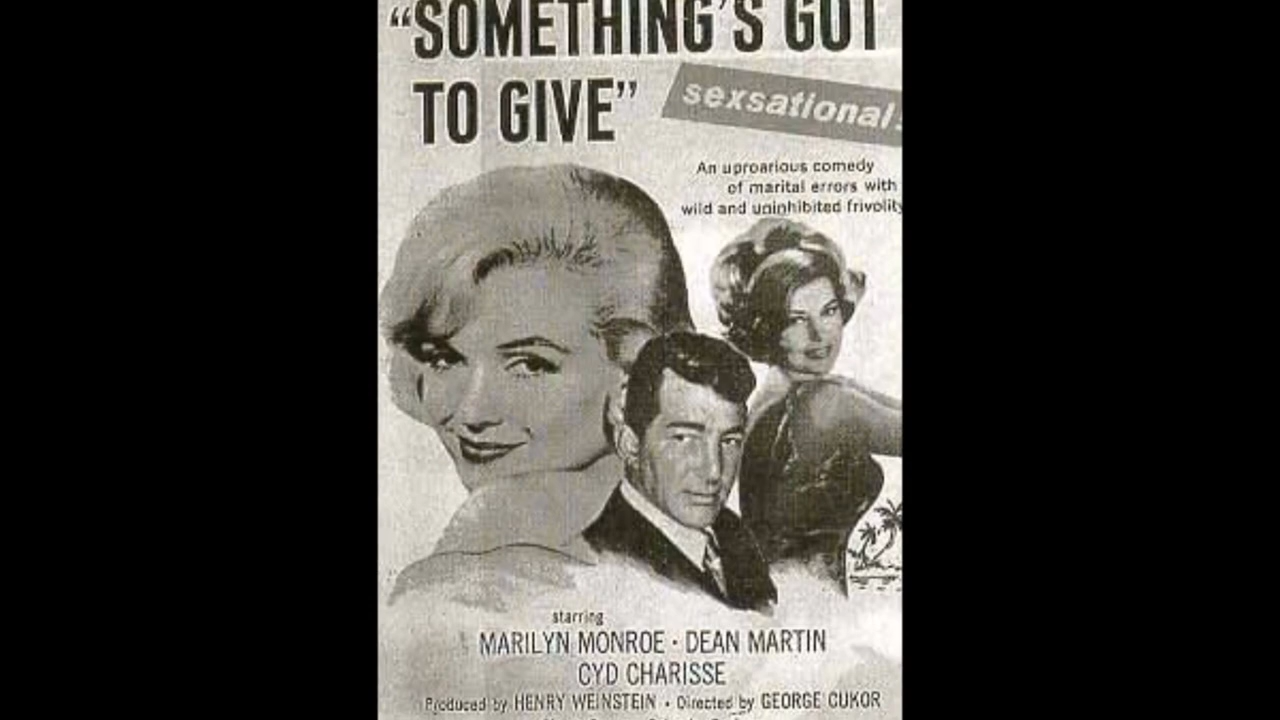 "SOMETHING'S GOT
TO GIVE"
sexsational!
An uproarious comedy
of marital errors with
wild and uninhibited frivolity
starring
MARILYN MONROE · DEAN MARTIN
CYD CHARISSE
Produced by HENRY WEINSTEIN · Directed by GEORGE CUKOR